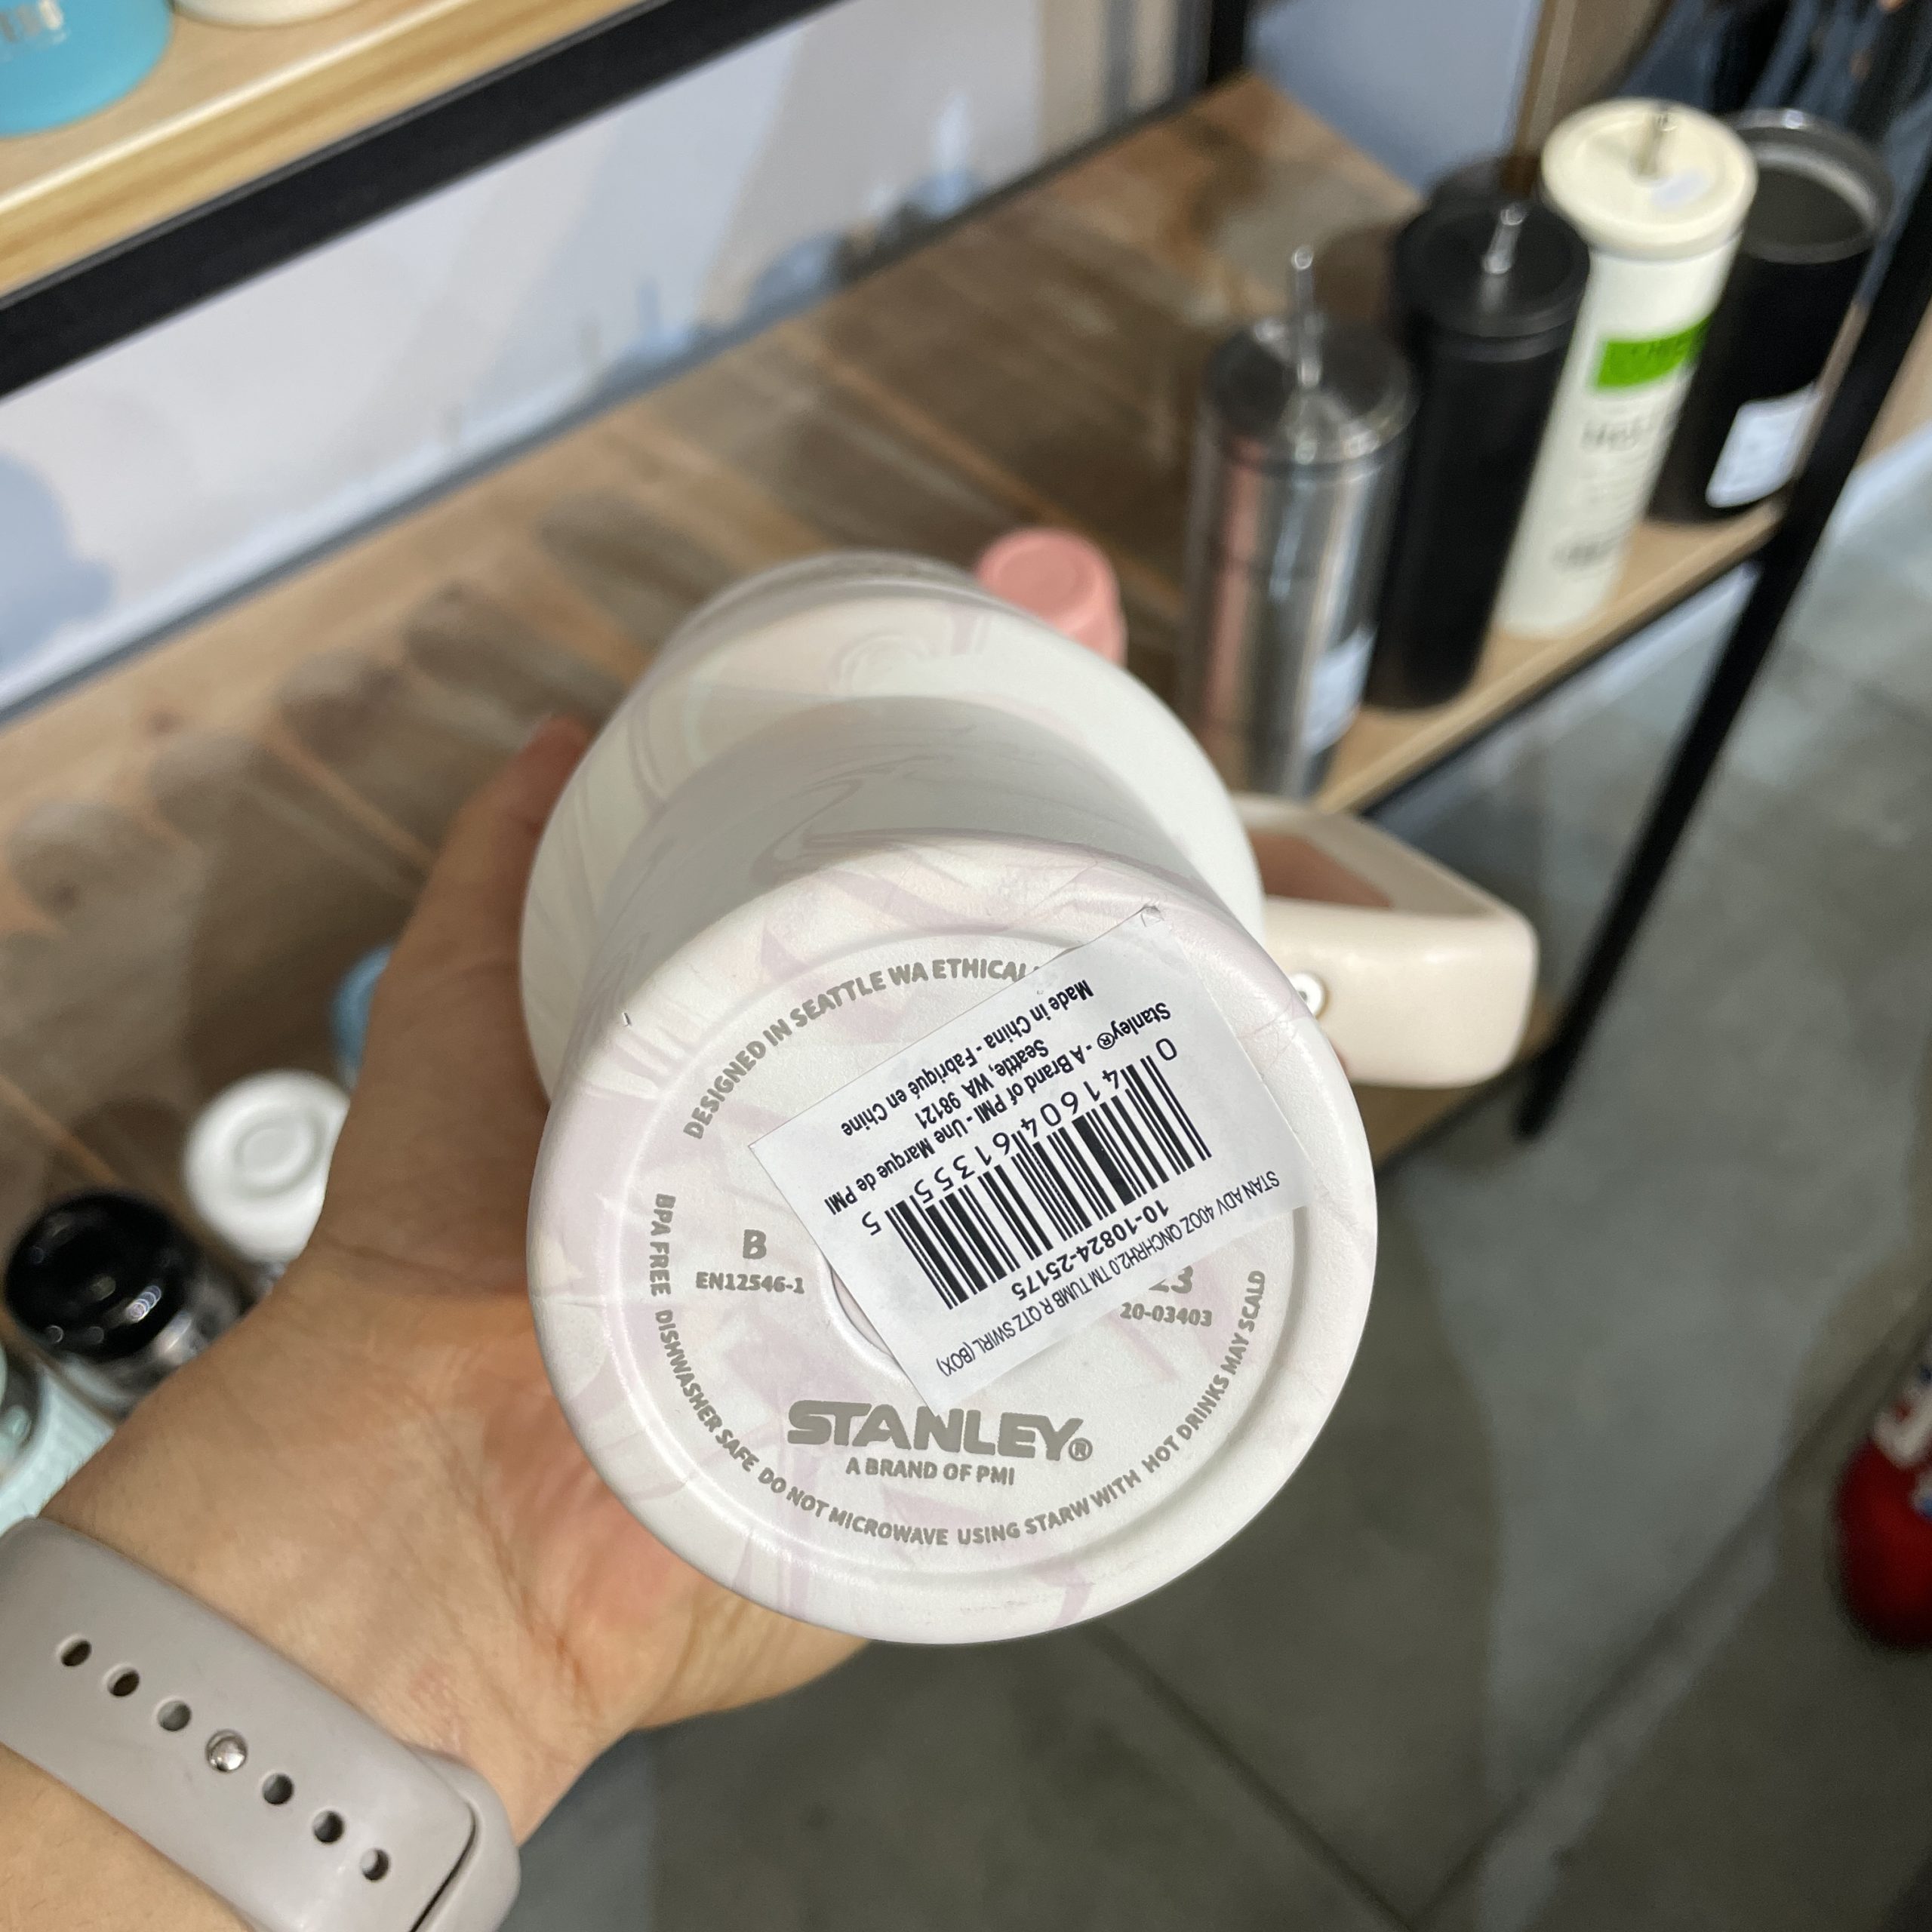 DESIGNED IN SEATTLE WA ETHICAL
Made in China - Fabriqué en Chine
Seattle, WA 98121
Stanley® - A Brand of PMI - Une Marque de PMI
0 41604 61355 5
10-10824-25175
STAN ADV 40OZ QNCHRH2.0 TM TUMB R QTZ SWIRL (BOX)
B
EN12546-1
23
20-03403
STANLEY®
A BRAND OF PMI
BPA FREE DISHWASHER SAFE DO NOT MICROWAVE USING STARW WITH HOT DRINKS MAY SCALD